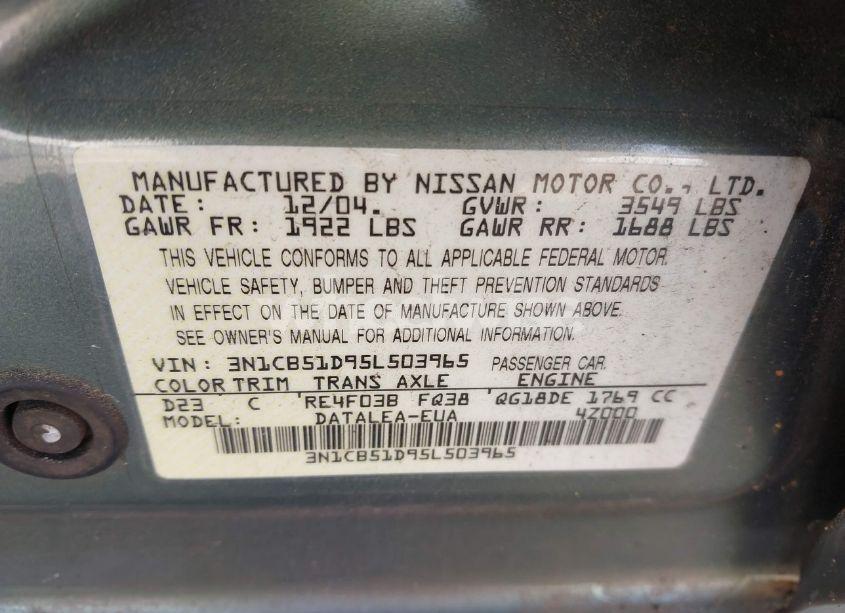 MANUFACTURED BY NISSAN MOTOR CO., LTD.
DATE: 12/04. GVWR: 3549 LBS
GAWR FR: 1922 LBS GAWR RR: 1688 LBS
THIS VEHICLE CONFORMS TO ALL APPLICABLE FEDERAL MOTOR
VEHICLE SAFETY, BUMPER AND THEFT PREVENTION STANDARDS
IN EFFECT ON THE DATE OF MANUFACTURE SHOWN ABOVE.
SEE OWNER'S MANUAL FOR ADDITIONAL INFORMATION.
VIN: 3N1CB51D95L503965 PASSENGER CAR.
COLOR TRIM TRANS AXLE ENGINE
D23 C RE4F03B FQ38 QG18DE 1769 CC
MODEL: DATALEA-EUA 4Z000
3N1CB51D95L503965